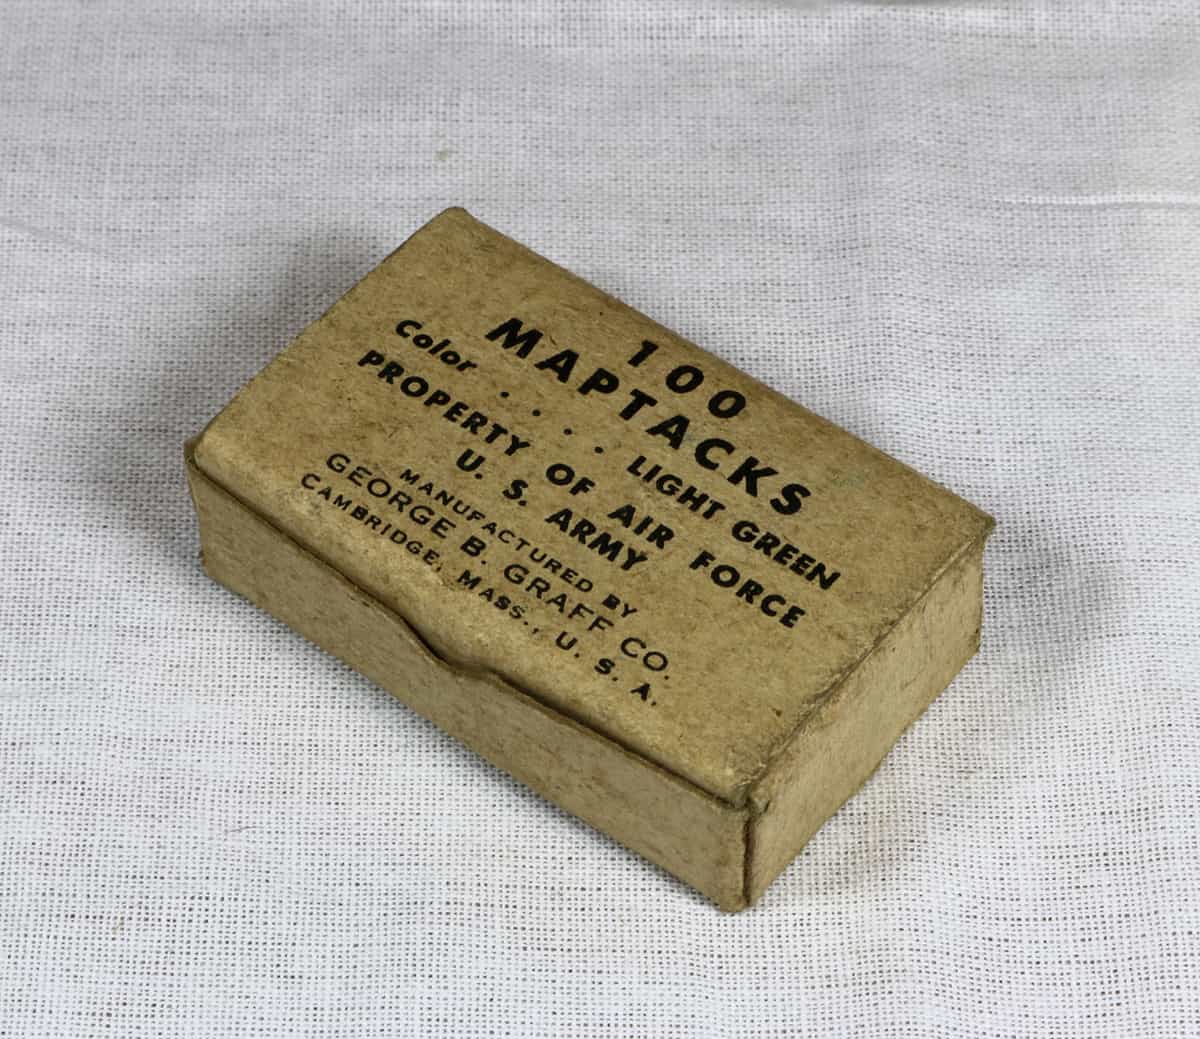 100
MAPTACKS
Color .... LIGHT GREEN
PROPERTY OF AIR FORCE
U. S. ARMY
MANUFACTURED BY
GEORGE B. GRAFF CO.
CAMBRIDGE, MASS., U. S. A.